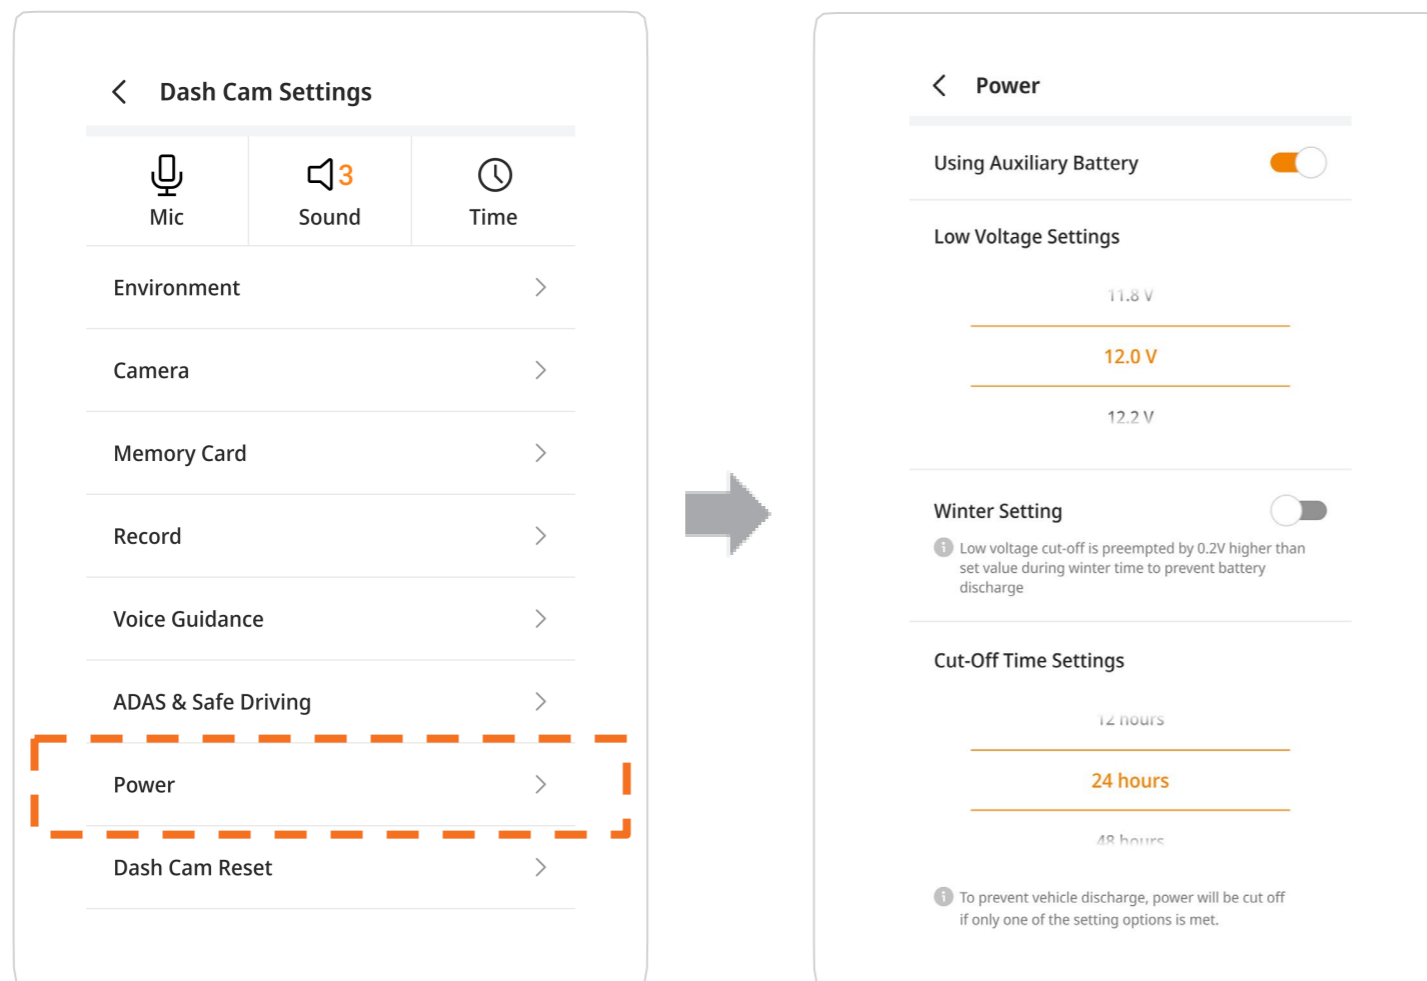 Dash Cam Settings
3
Mic
Sound
Time
Environment
Camera
Memory Card
Record
Voice Guidance
ADAS & Safe Driving
Power
Dash Cam Reset
Power
Using Auxiliary Battery
Low Voltage Settings
11.8 V
12.0 V
12.2 V
Winter Setting
Low voltage cut-off is preempted by 0.2V higher than
set value during winter time to prevent battery
discharge
Cut-Off Time Settings
12 hours
24 hours
48 hours
To prevent vehicle discharge, power will be cut off
if only one of the setting options is met.